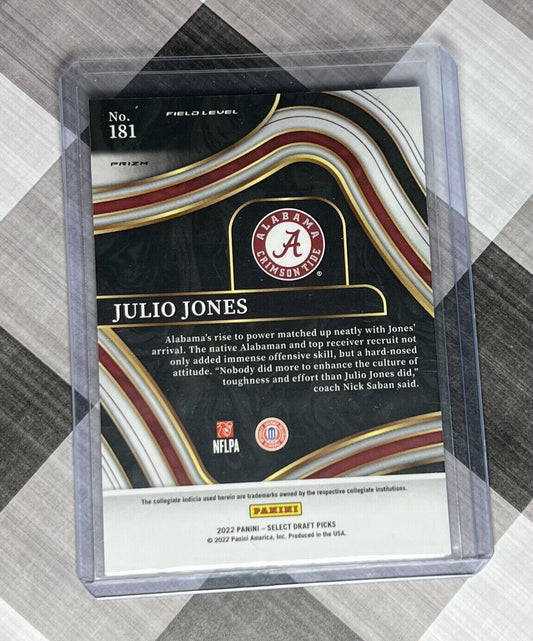 No.
181
FIELD LEVEL
PRIZM
ALABAMA
A
CRIMSON TIDE
®
JULIO JONES
Alabama's rise to power matched up neatly with Jones'
arrival. The native Alabaman and top receiver recruit not
only added immense offensive skill, but a hard-nosed
attitude. "Nobody did more to enhance the culture of
toughness and effort than Julio Jones did,"
coach Nick Saban said.
NFLPA
The collegiate indicia used herein are trademarks owned by the respective collegiate institutions.
PANINI
2022 PANINI – SELECT DRAFT PICKS
© 2022 Panini America, Inc. Produced in the USA.